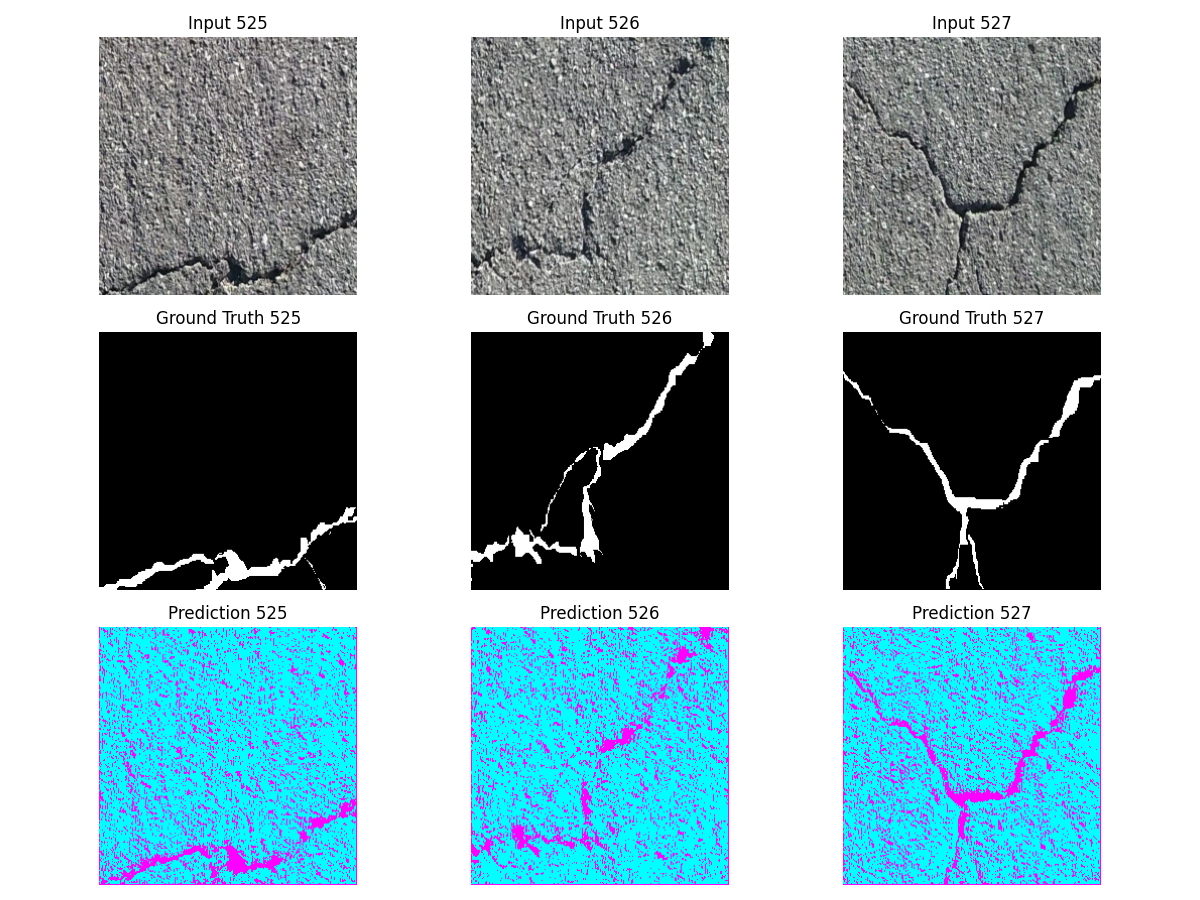 Input 525
Input 526
Input 527
Ground Truth 525
Ground Truth 526
Ground Truth 527
Prediction 525
Prediction 526
Prediction 527